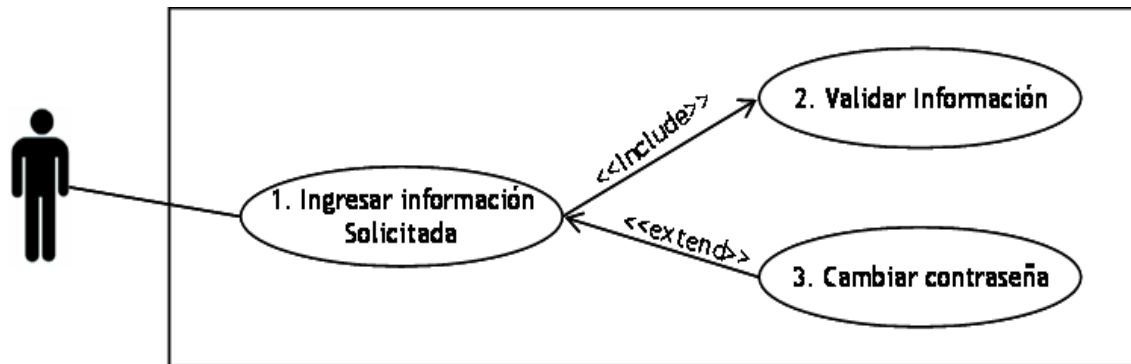 2. Validar Información
<<Include>>
1. Ingresar información
Solicitada
<<extend>>
3. Cambiar contraseña